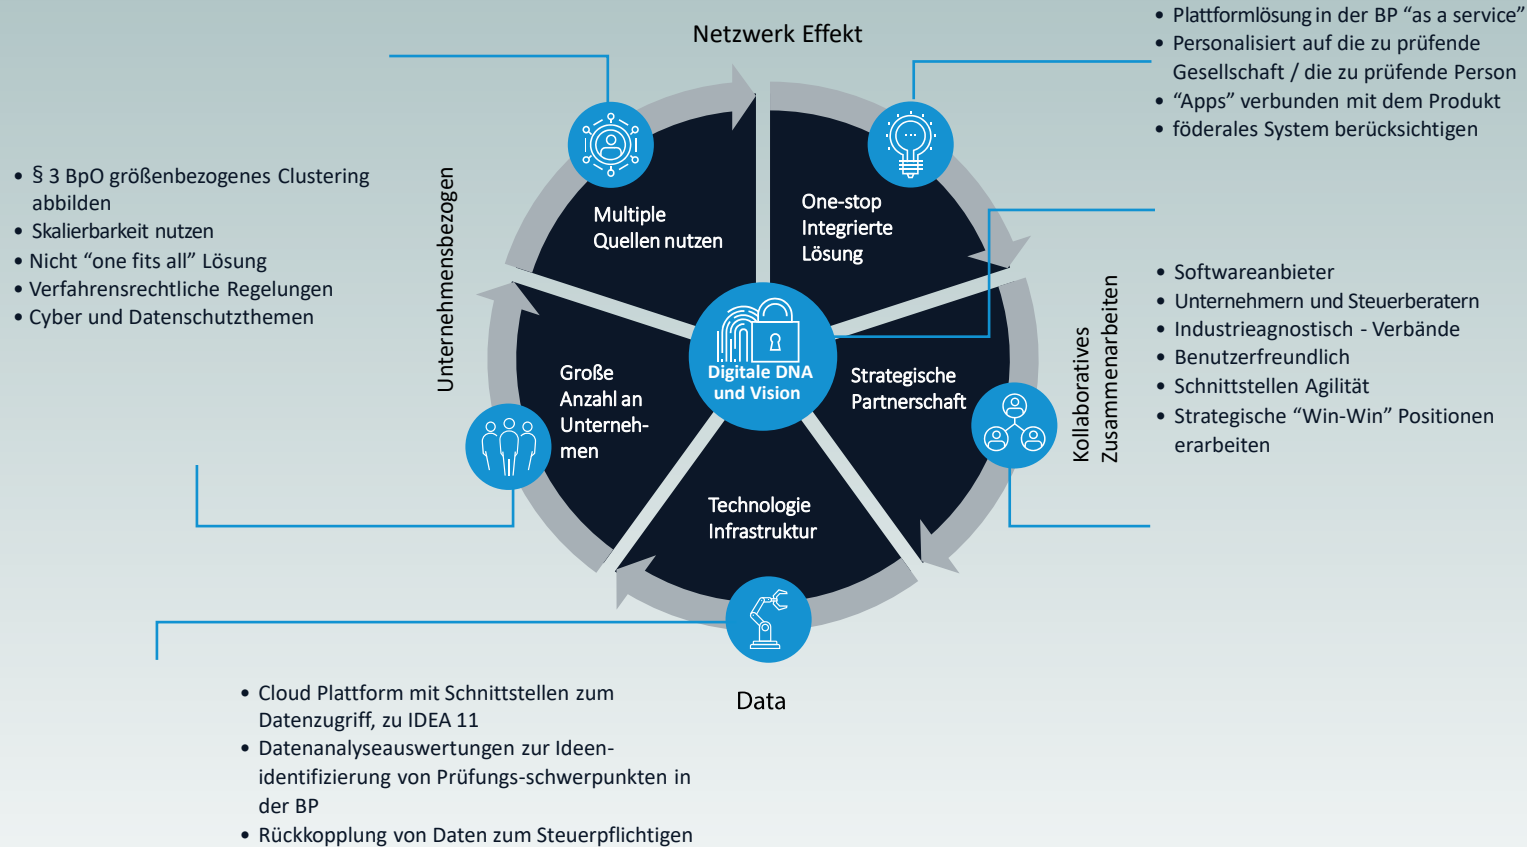 Netzwerk Effekt
• Plattformlösung in der BP “as a service”
• Personalisiert auf die zu prüfende
Gesellschaft / die zu prüfende Person
• “Apps” verbunden mit dem Produkt
• föderales System berücksichtigen
• § 3 BpO größenbezogenes Clustering
abbilden
• Skalierbarkeit nutzen
• Nicht “one fits all” Lösung
• Verfahrensrechtliche Regelungen
• Cyber und Datenschutzthemen
Unternehmensbezogen
Multiple
Quellen nutzen
One-stop
Integrierte
Lösung
Große
Anzahl an
Unterneh-
men
Digitale DNA
und Vision
Strategische
Partnerschaft
Technologie
Infrastruktur
Kollaboratives
Zusammenarbeiten
• Softwareanbieter
• Unternehmern und Steuerberatern
• Industrieagnostisch - Verbände
• Benutzerfreundlich
• Schnittstellen Agilität
• Strategische “Win-Win” Positionen
erarbeiten
Data
• Cloud Plattform mit Schnittstellen zum
Datenzugriff, zu IDEA 11
• Datenanalyseauswertungen zur Ideen-
identifizierung von Prüfungs-schwerpunkten in
der BP
• Rückkopplung von Daten zum Steuerpflichtigen